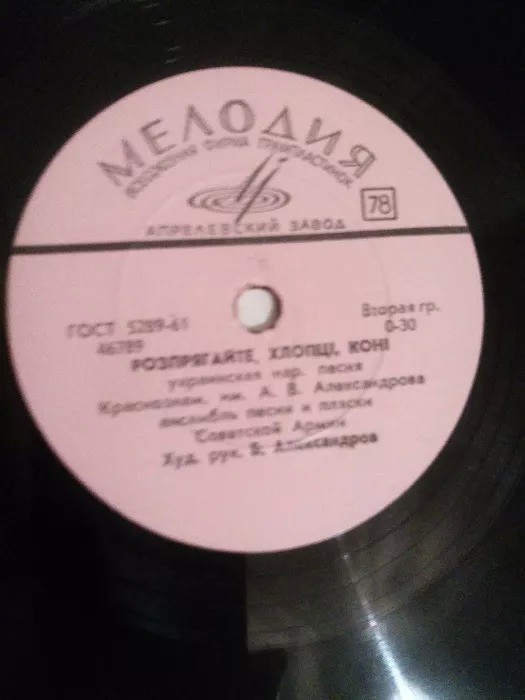 МЕЛОДИЯ
ВСЕСОЮЗНАЯ ФИРМА ГРАМПЛАСТИНОК
78
АПРЕЛЕВСКИЙ ЗАВОД
ГОСТ 5289-61
Вторая гр.
46789
0-30
РОЗПРЯГАЙТЕ, ХЛОПЦІ, КОНІ
украинская нар. песня
Краснознам. им. А. В. Александрова
ансамбль песни и пляски
Советской Армии
Худ. рук. Б. Александров